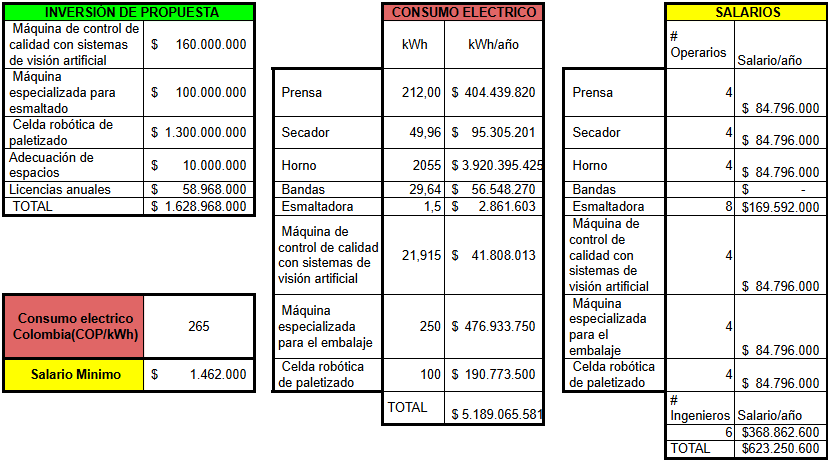 INVERSIÓN DE PROPUESTA
Máquina de control de
calidad con sistemas
de visión artificial
$ 160.000.000
Máquina
especializada para
esmaltado
$ 100.000.000
Celda robótica de
paletizado
$ 1.300.000.000
Adecuación de
espacios
$ 10.000.000
Licencias anuales $ 58.968.000
TOTAL $ 1.628.968.000
Consumo electrico
Colombia(COP/kWh)
265
Salario Minimo $ 1.462.000
CONSUMO ELECTRICO
kWh kWh/año
Prensa 212,00 $ 404.439.820
Secador 49,96 $ 95.305.201
Horno 2055 $ 3.920.395.425
Bandas 29,64 $ 56.548.270
Esmaltadora 1,5 $ 2.861.603
Máquina de
control de calidad
con sistemas de
visión artificial
21,915 $ 41.808.013
Máquina
especializada
para el embalaje
250 $ 476.933.750
Celda robótica
de paletizado
100 $ 190.773.500
TOTAL $ 5.189.065.581
SALARIOS
#
Operarios
Salario/año
Prensa 4 $ 84.796.000
Secador 4 $ 84.796.000
Horno 4 $ 84.796.000
Bandas $ -
Esmaltadora 8 $169.592.000
Máquina de
control de
calidad con
sistemas de
visión artificial
4 $ 84.796.000
Máquina
especializada
para el
embalaje
4 $ 84.796.000
Celda robótica
de paletizado
4 $ 84.796.000
#
Ingenieros Salario/año
6 $368.862.600
TOTAL $623.250.600